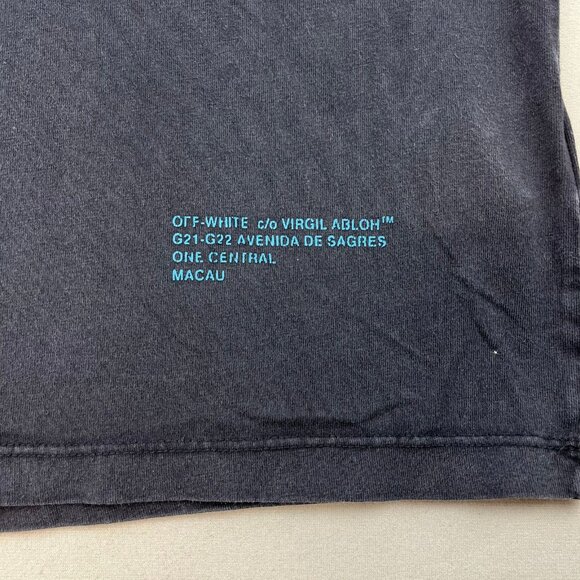 OFF-WHITE c/o VIRGIL ABLOH™
G21-G22 AVENIDA DE SAGRES
ONE CENTRAL
MACAU